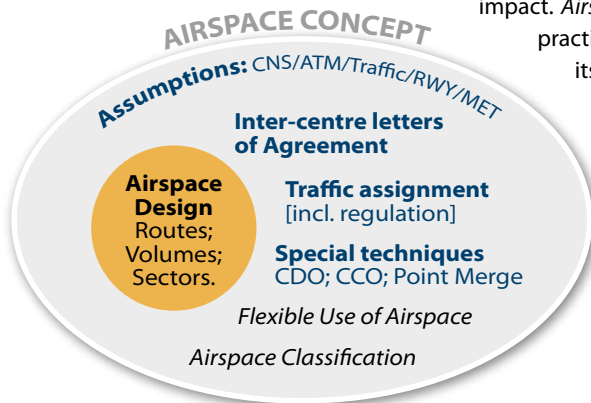 AIRSPACE CONCEPT
impact. Airs
practi
its
Assumptions: CNS/ATM/Traffic/RWY/MET
Inter-centre letters
of Agreement
Airspace
Design
Routes;
Volumes;
Sectors.
Traffic assignment
[incl. regulation]
Special techniques
CDO; CCO; Point Merge
Flexible Use of Airspace
Airspace Classification